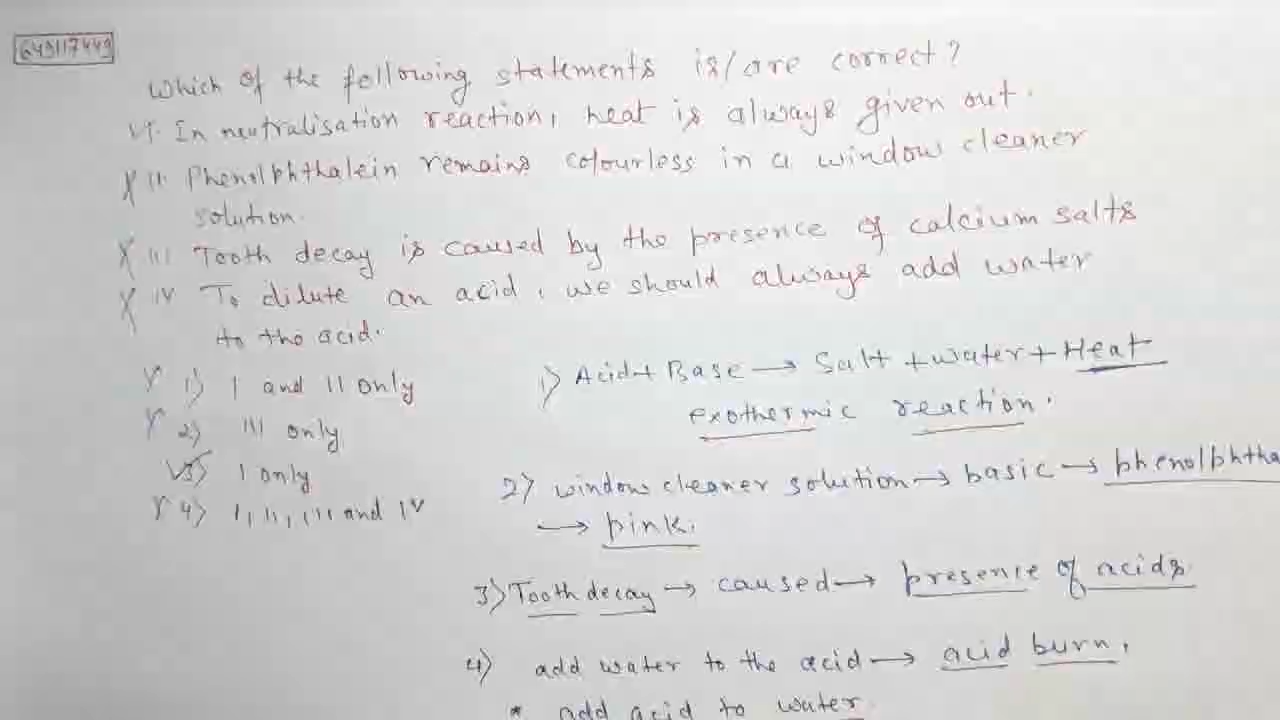 649117449
Which of the following statements is/are correct?
I. In neutralisation reaction, heat is always given out.
II. Phenolphthalein remains colourless in a window cleaner
solution.
III Tooth decay is caused by the presence of calcium salts
IV To dilute an acid, we should always add water
to the acid.
1) I and II only
2) III only
3) I only
4) I, II, III and IV
1) Acid + Base → Salt + water + Heat
exothermic reaction.
2) window cleaner solution → basic → phenolphtha
→ pink.
3) Tooth decay → caused → presence of acids.
4) add water to the acid → acid burn.
* add acid to water.